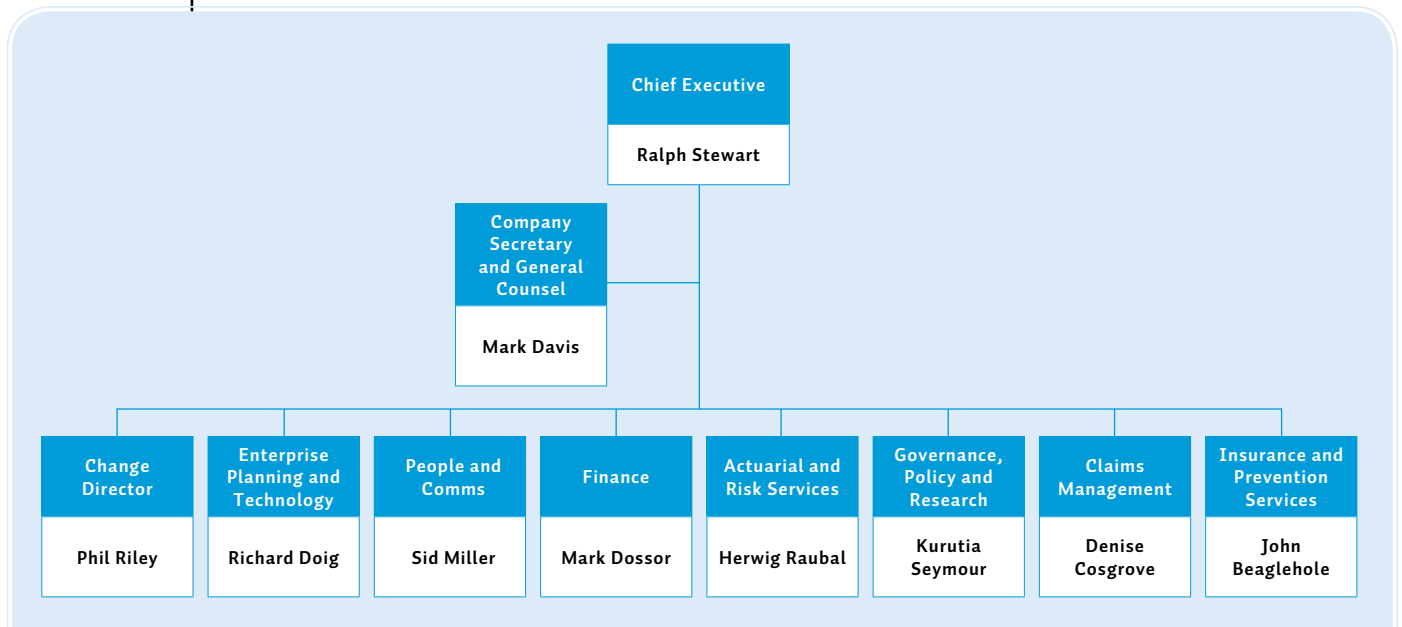 Chief Executive
Ralph Stewart
Company
Secretary
and General
Counsel
Mark Davis
Change
Director
Phil Riley
Enterprise
Planning and
Technology
Richard Doig
People and
Comms
Sid Miller
Finance
Mark Dossor
Actuarial and
Risk Services
Herwig Raubal
Governance,
Policy and
Research
Kurutia
Seymour
Claims
Management
Denise
Cosgrove
Insurance and
Prevention
Services
John
Beaglehole